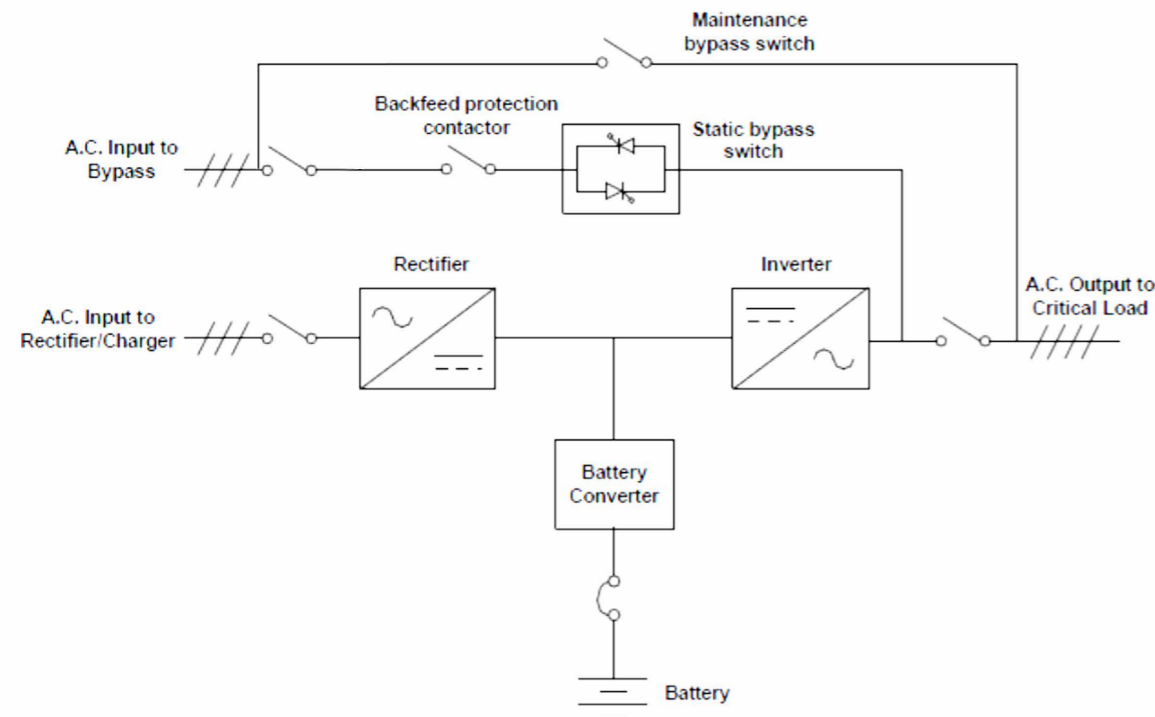 Maintenance
bypass switch
Backfeed protection
contactor
Static bypass
switch
A.C. Input to
Bypass
Rectifier
Inverter
A.C. Output to
Critical Load
A.C. Input to
Rectifier/Charger
Battery
Converter
Battery